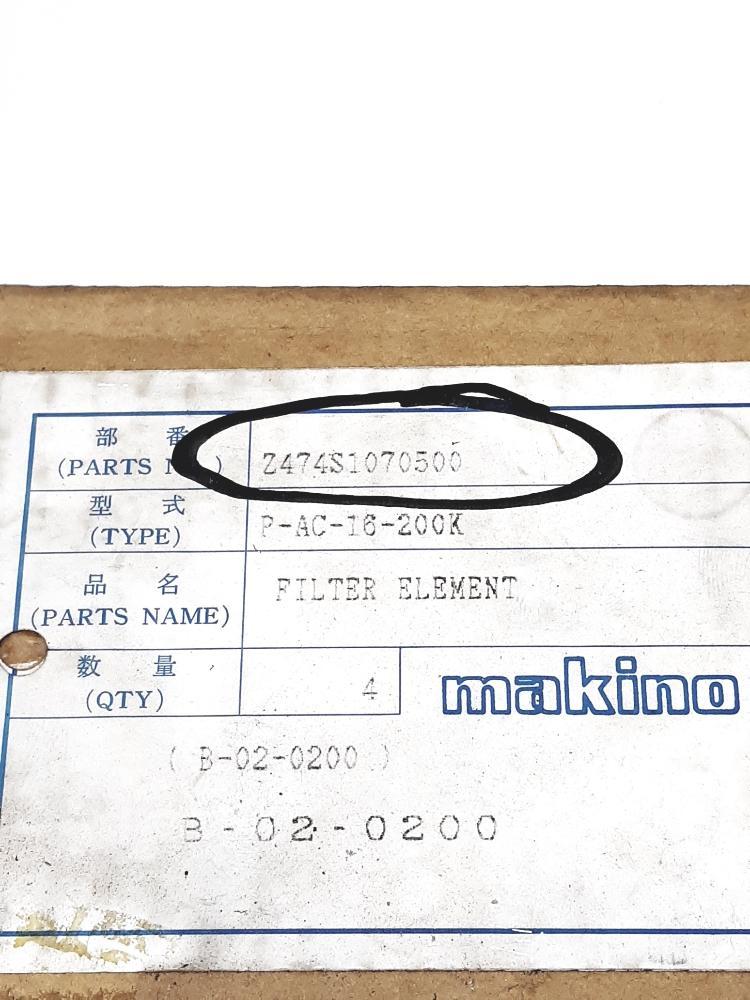 部 番 Z474S1070500
(PARTS
型 式 P-AC-16-200K
(TYPE)
品 名 FILTER ELEMENT
(PARTS NAME)
数 量 4
(QTY)
makino
( B-02-0200 )
B-02-0200